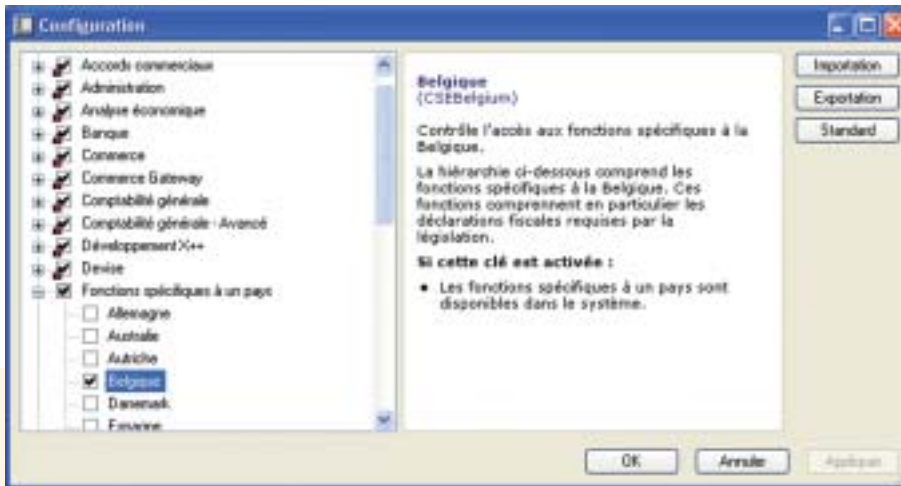 Configuration
Accords commerciaux
Administration
Analyse économique
Banque
Commerce
Commerce Gateway
Comptabilité générale
Comptabilité générale - Avancé
Développement X++
Devise
Fonctions spécifiques à un pays
Allemagne
Australie
Autriche
Belgique
Danemark
Espagne
Belgique
(CSEBelgium)
Contrôle l'accès aux fonctions spécifiques à la
Belgique.
La hiérarchie ci-dessous comprend les
fonctions spécifiques à la Belgique. Ces
fonctions comprennent en particulier les
déclarations fiscales requises par la
législation.
Si cette clé est activée :
• Les fonctions spécifiques à un pays sont
disponibles dans le système.
Importation
Exportation
Standard
OK
Annuler
Appliquer